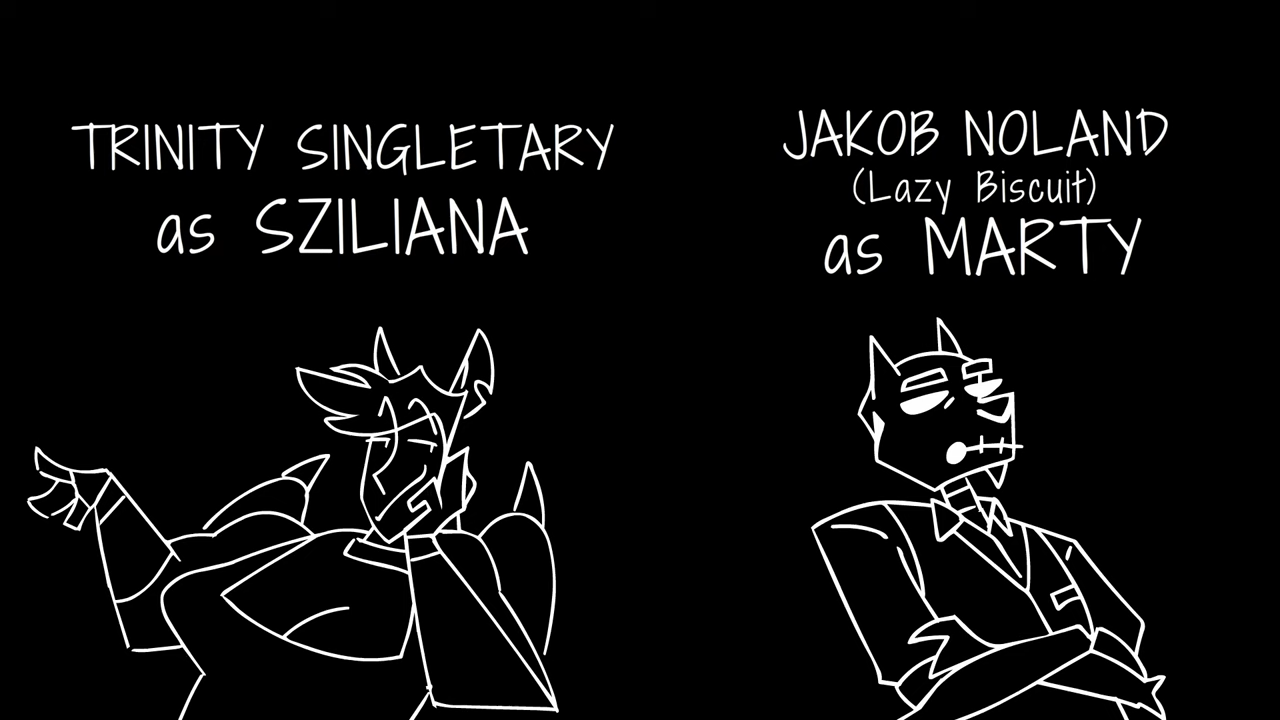 TRINITY SINGLETARY
as SZILIANA
JAKOB NOLAND
(Lazy Biscuit)
as MARTY